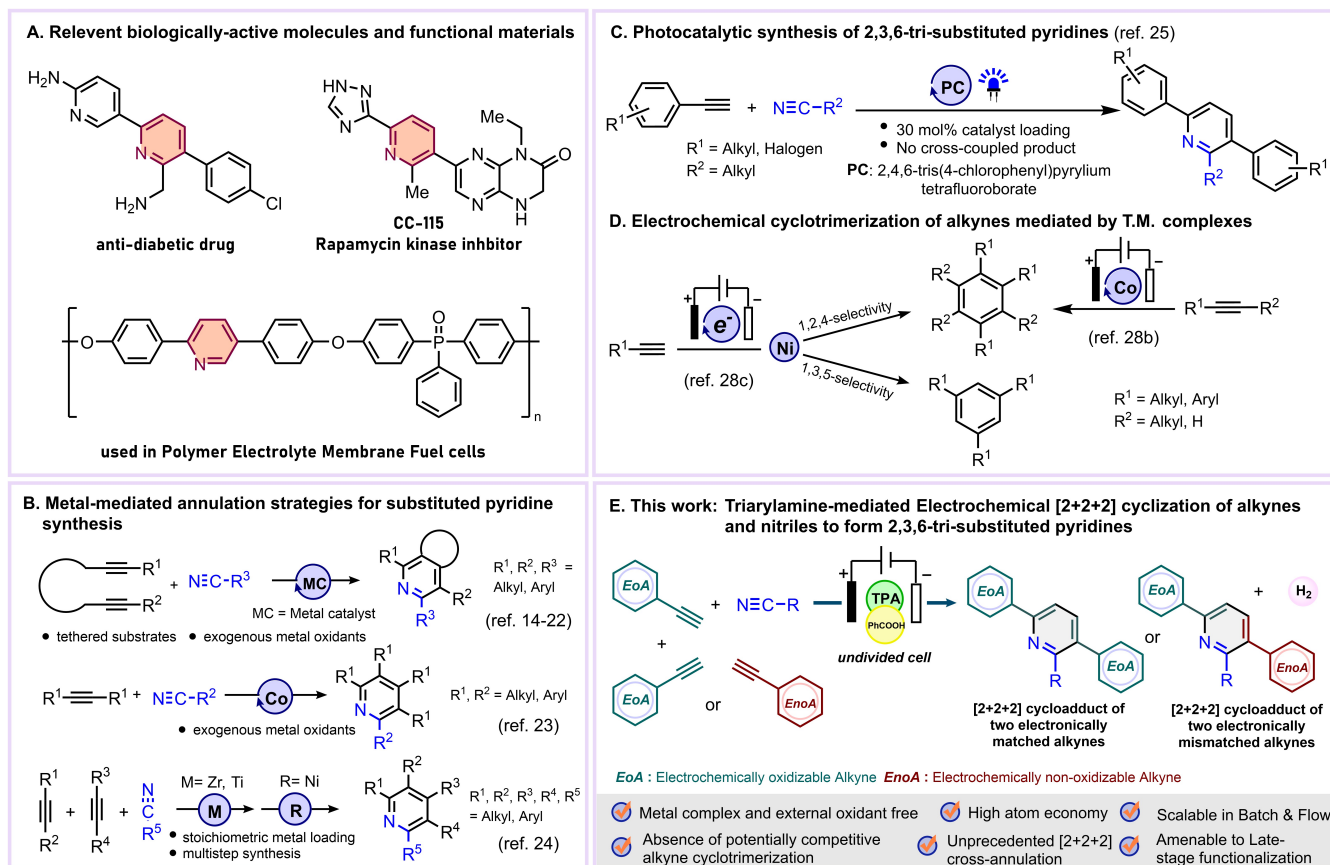 A. Relevent biologically-active molecules and functional materials
H₂N
N
N
H₂N
Cl
anti-diabetic drug
HN
N
N
N
Me
Me
N
N
N
O
N
N
H
CC-115
Rapamycin kinase inhbitor
O
N
O
O
P
n
used in Polymer Electrolyte Membrane Fuel cells
B. Metal-mediated annulation strategies for substituted pyridine
synthesis
R¹
R²
+
N≡C−R³
MC
MC = Metal catalyst
R¹
N
R²
R³
R¹, R², R³ =
Alkyl, Aryl
(ref. 14-22)
● tethered substrates ● exogenous metal oxidants
R¹
R¹
+
N≡C−R²
Co
● exogenous metal oxidants
R¹
R¹
R¹
R¹
N
R²
R¹, R² = Alkyl, Aryl
(ref. 23)
R¹
R²
+
R³
R⁴
+
N
C
R⁵
M= Zr, Ti
R= Ni
M
R
● stoichiometric metal loading
● multistep synthesis
R²
R¹
R³
R⁴
N
R⁵
R¹, R², R³, R⁴, R⁵
= Alkyl, Aryl
(ref. 24)
C. Photocatalytic synthesis of 2,3,6-tri-substituted pyridines (ref. 25)
R¹
+
N≡C−R²
PC
R¹ = Alkyl, Halogen
R² = Alkyl
● 30 mol% catalyst loading
● No cross-coupled product
PC: 2,4,6-tris(4-chlorophenyl)pyrylium
tetrafluoroborate
R¹
N
R²
R¹
D. Electrochemical cyclotrimerization of alkynes mediated by T.M. complexes
R¹
+
−
e⁻
(ref. 28c)
Ni
1,2,4-selectivity
1,3,5-selectivity
R¹
R²
R¹
R²
R²
R¹
R¹
R¹
R¹
+
−
Co
(ref. 28b)
R¹
R²
R¹ = Alkyl, Aryl
R² = Alkyl, H
E. This work: Triarylamine-mediated Electrochemical [2+2+2] cyclization of alkynes
and nitriles to form 2,3,6-tri-substituted pyridines
EoA
+
N≡C−R
+
EoA
or
EnoA
+
−
TPA
PhCOOH
undivided cell
EoA
N
R
EoA
or
EoA
N
R
EnoA
+
H₂
[2+2+2] cycloadduct of
two electronically
matched alkynes
[2+2+2] cycloadduct of
two electronically
mismatched alkynes
EoA : Electrochemically oxidizable Alkyne EnoA : Electrochemically non-oxidizable Alkyne
Metal complex and external oxidant free
High atom economy
Scalable in Batch & Flow
Absence of potentially competitive
alkyne cyclotrimerization
Unprecedented [2+2+2]
cross-annulation
Amenable to Late-
stage functionalization